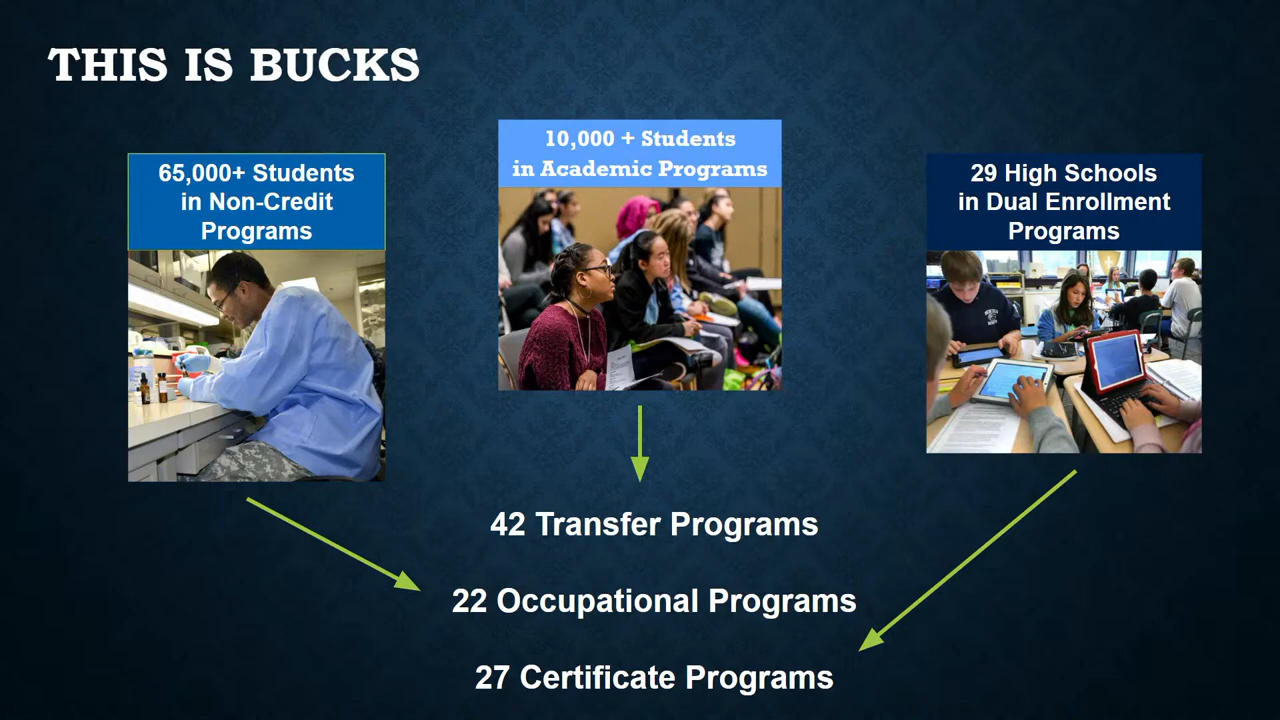 THIS IS BUCKS
65,000+ Students
in Non-Credit
Programs
10,000 + Students
in Academic Programs
29 High Schools
in Dual Enrollment
Programs
42 Transfer Programs
22 Occupational Programs
27 Certificate Programs